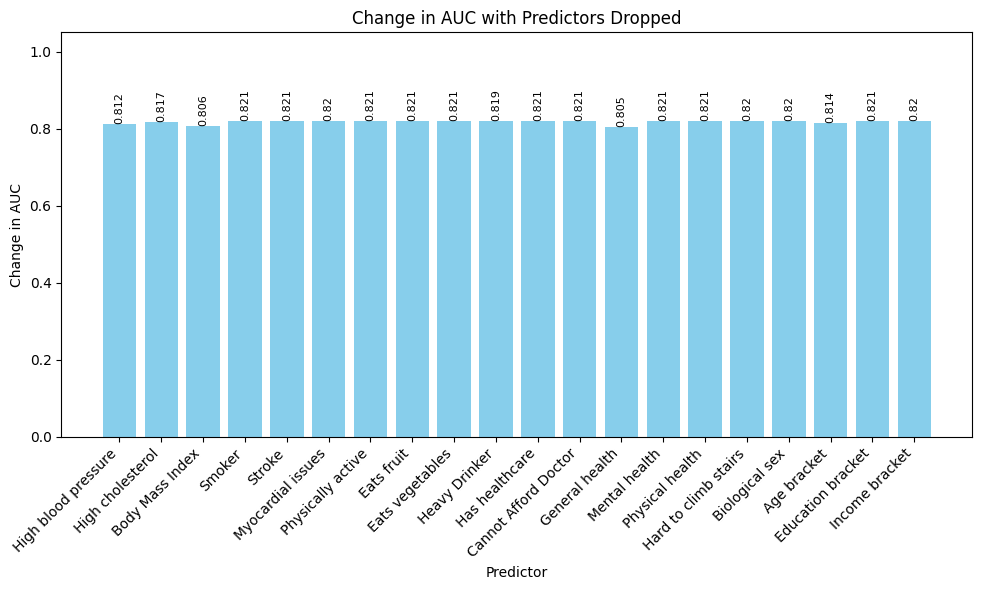 Change in AUC with Predictors Dropped
Change in AUC
1.0
0.8
0.6
0.4
0.2
0.0
0.812
0.817
0.806
0.821
0.821
0.82
0.821
0.821
0.821
0.819
0.821
0.821
0.805
0.821
0.821
0.82
0.82
0.814
0.821
0.82
High blood pressure
High cholesterol
Body Mass Index
Smoker
Stroke
Myocardial issues
Physically active
Eats fruit
Eats vegetables
Heavy Drinker
Has healthcare
Cannot Afford Doctor
General health
Mental health
Physical health
Hard to climb stairs
Biological sex
Age bracket
Education bracket
Income bracket
Predictor